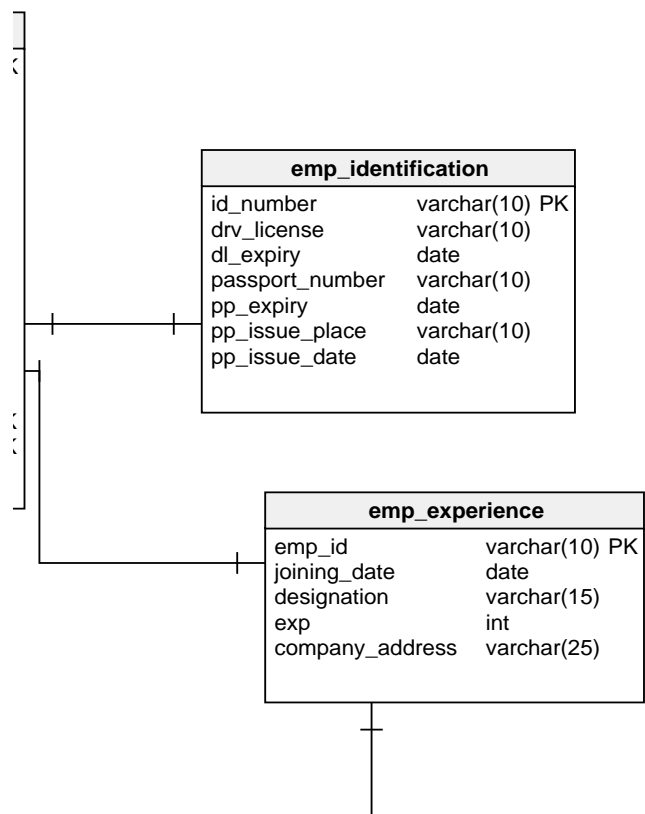 emp_identification
id_number varchar(10) PK
drv_license varchar(10)
dl_expiry date
passport_number varchar(10)
pp_expiry date
pp_issue_place varchar(10)
pp_issue_date date
emp_experience
emp_id varchar(10) PK
joining_date date
designation varchar(15)
exp int
company_address varchar(25)